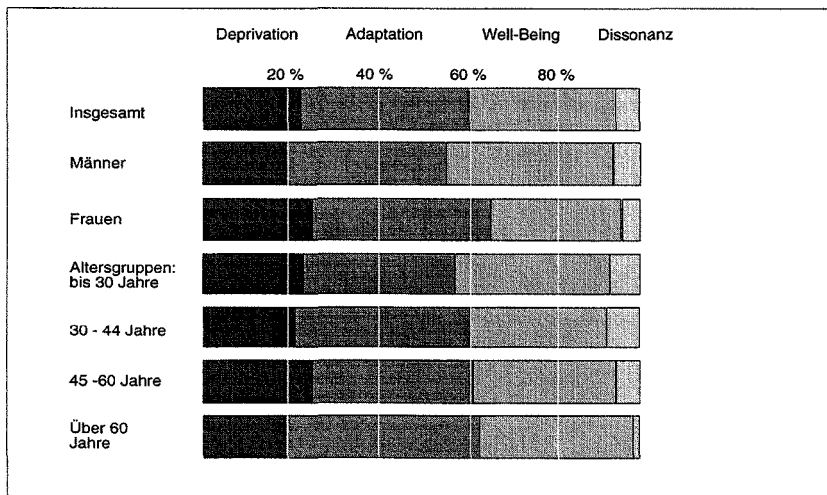 Deprivation Adaptation Well-Being Dissonanz
20 % 40 % 60 % 80 %
Insgesamt
Männer
Frauen
Altersgruppen:
bis 30 Jahre
30 - 44 Jahre
45 -60 Jahre
Über 60
Jahre